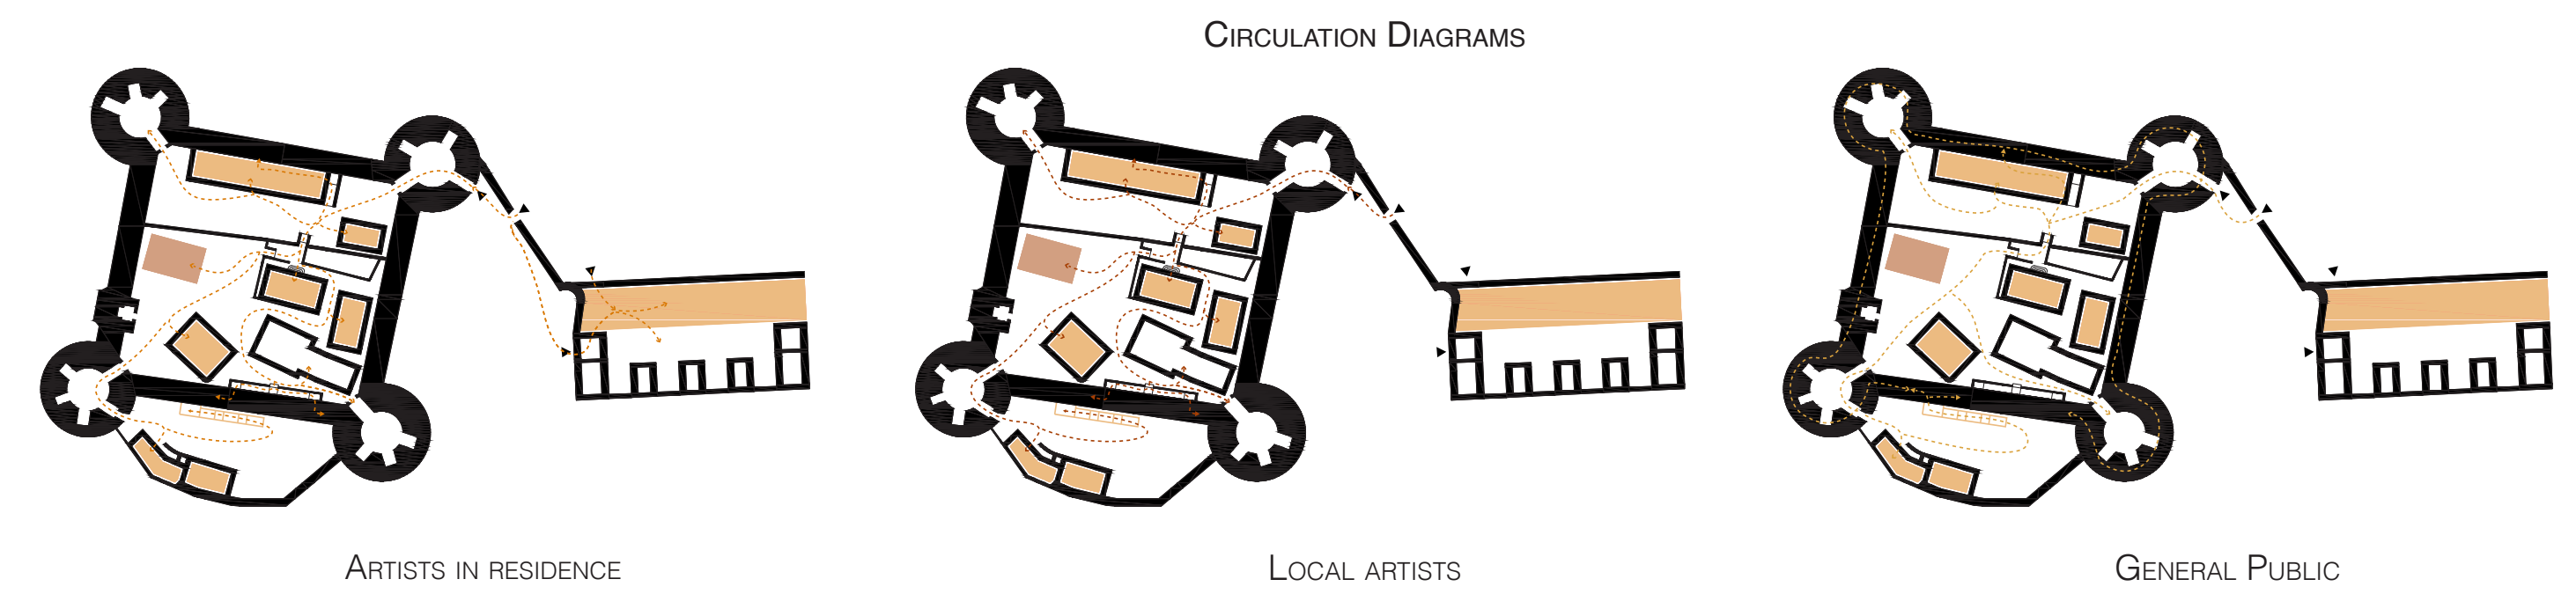 Circulation Diagrams
Artists in residence
Local artists
General Public